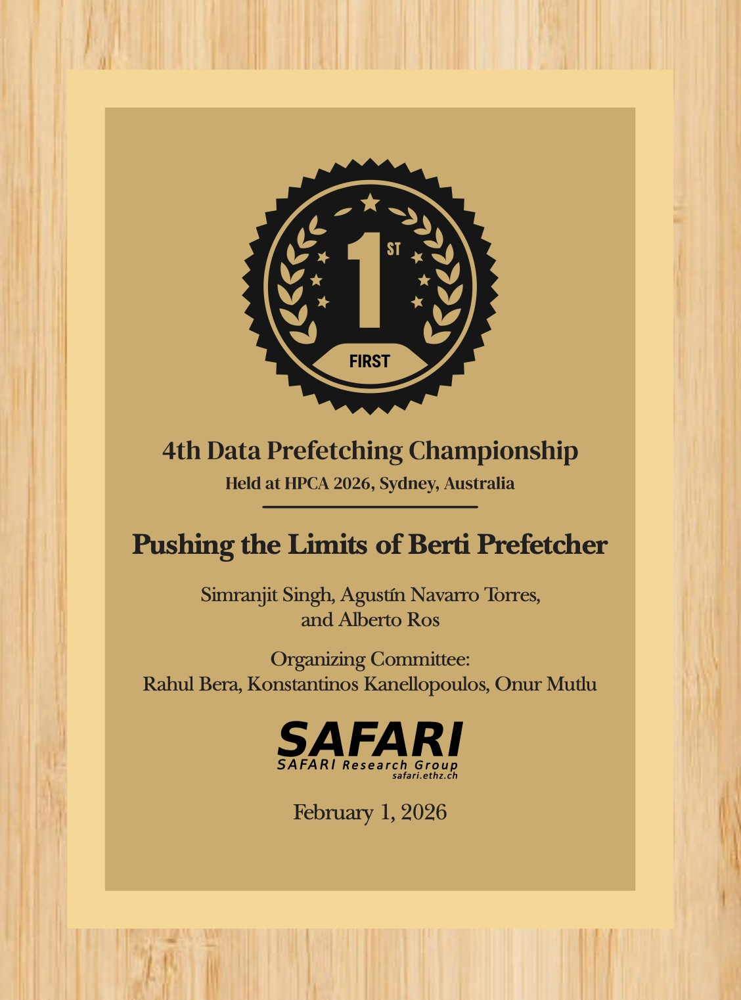 1ST
FIRST
4th Data Prefetching Championship
Held at HPCA 2026, Sydney, Australia
Pushing the Limits of Berti Prefetcher
Simranjit Singh, Agustín Navarro Torres,
and Alberto Ros
Organizing Committee:
Rahul Bera, Konstantinos Kanellopoulos, Onur Mutlu
SAFARI
SAFARI Research Group
safari.ethz.ch
February 1, 2026